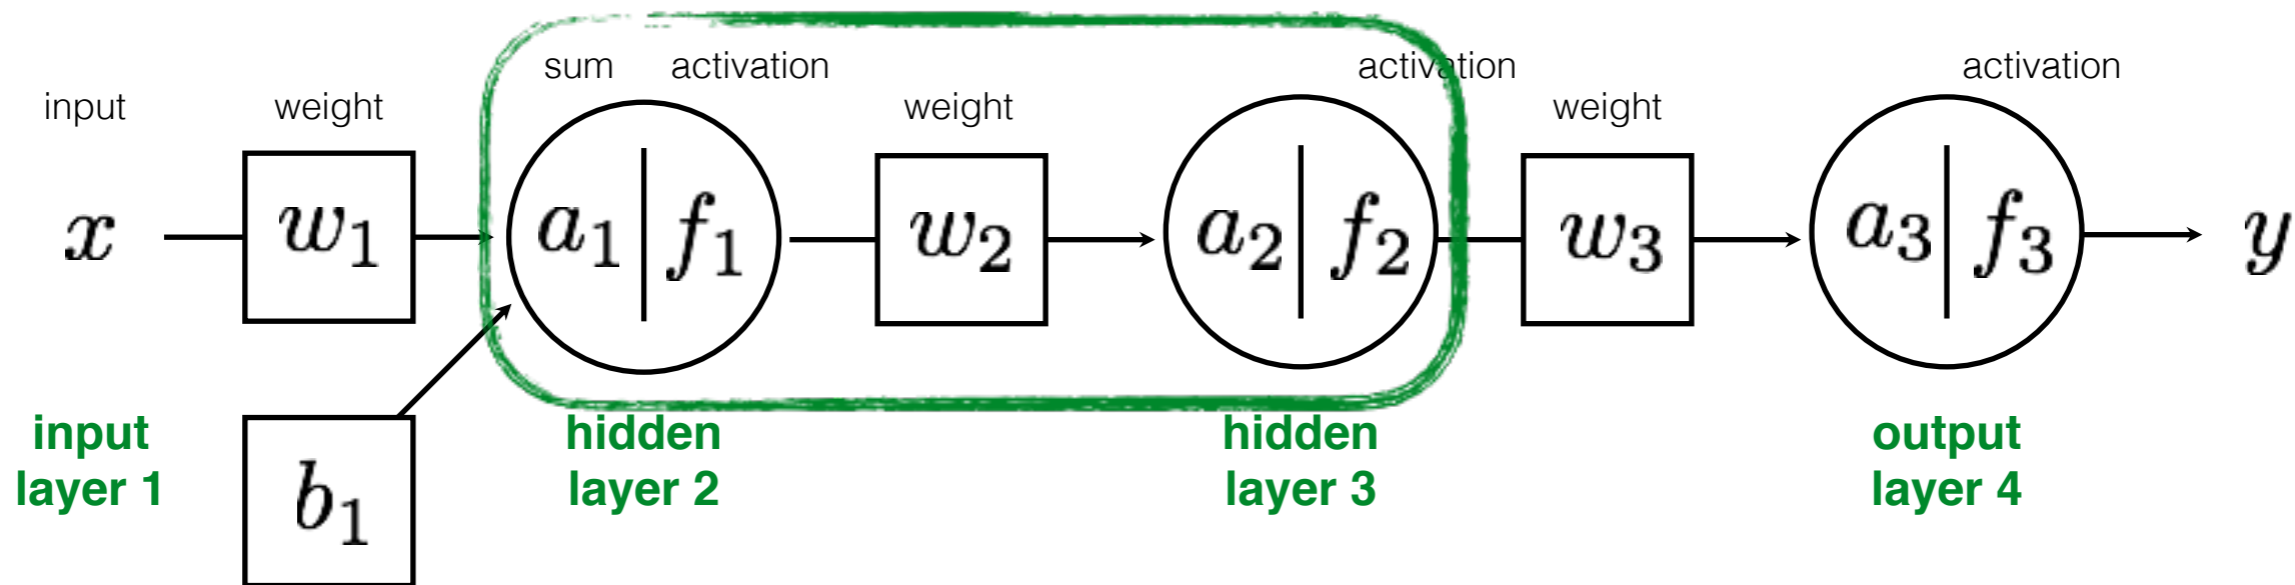 sum activation activation activation
input weight weight weight
x w₁ a₁ | f₁ w₂ a₂ | f₂ w₃ a₃ | f₃ y
input hidden hidden output
layer 1 layer 2 layer 3 layer 4
b₁